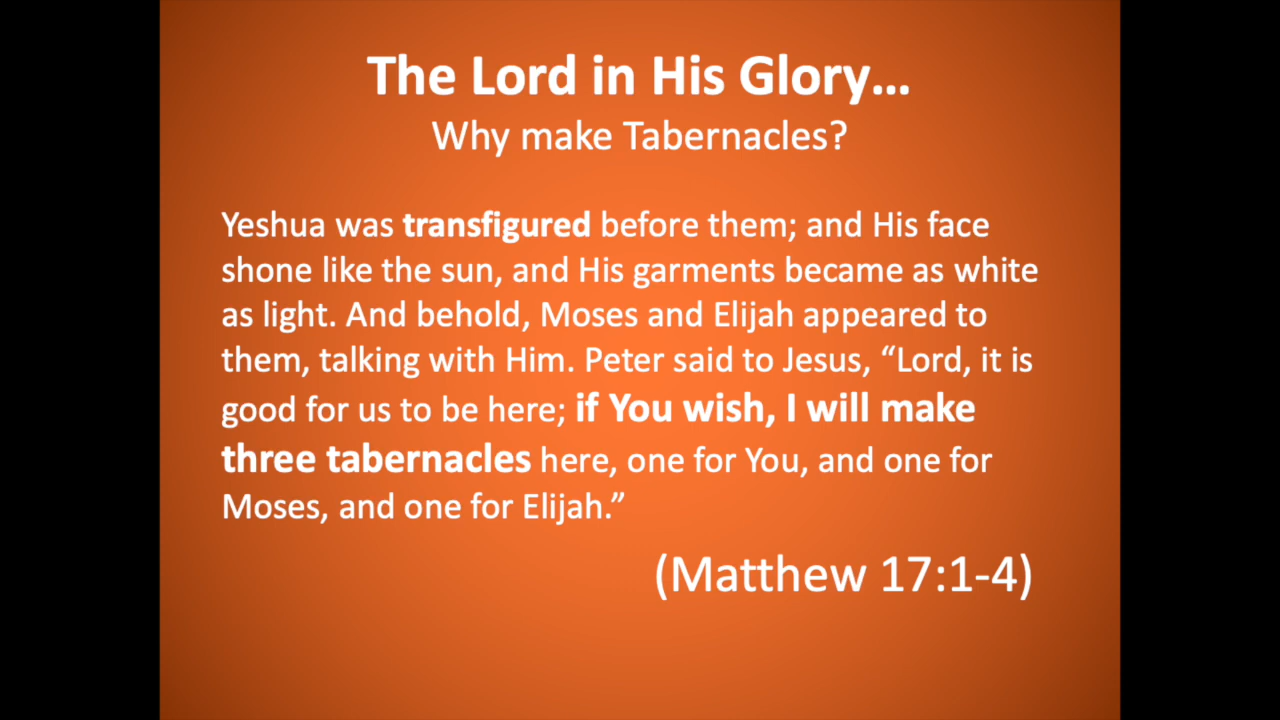 The Lord in His Glory…
Why make Tabernacles?
Yeshua was transfigured before them; and His face
shone like the sun, and His garments became as white
as light. And behold, Moses and Elijah appeared to
them, talking with Him. Peter said to Jesus, “Lord, it is
good for us to be here; if You wish, I will make
three tabernacles here, one for You, and one for
Moses, and one for Elijah.”
(Matthew 17:1-4)